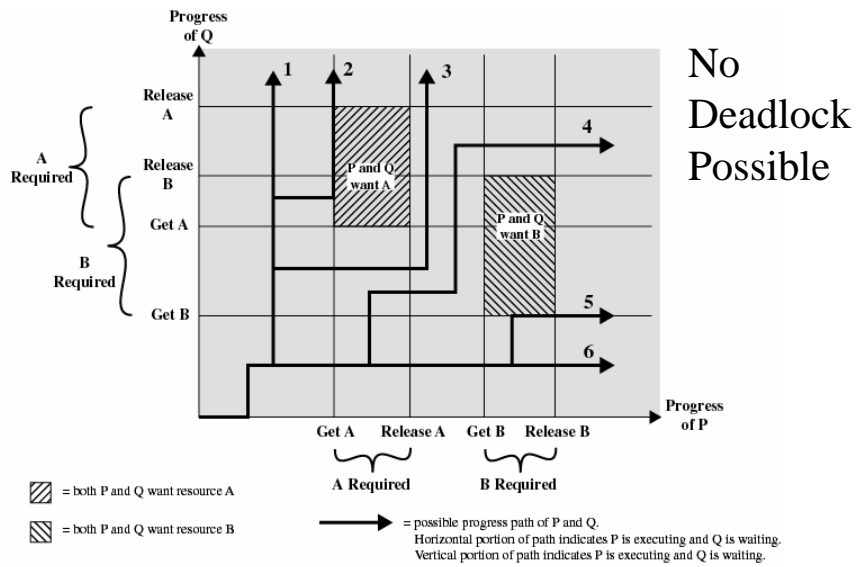 Progress
of Q
No
Deadlock
Possible
1
2
3
Release
A
4
A
Required
Release
B
P and Q
want A
Get A
P and Q
want B
B
Required
Get B
5
6
Progress
of P
Get A
Release A
Get B
Release B
A Required
B Required
= both P and Q want resource A
= both P and Q want resource B
= possible progress path of P and Q.
Horizontal portion of path indicates P is executing and Q is waiting.
Vertical portion of path indicates P is executing and Q is waiting.